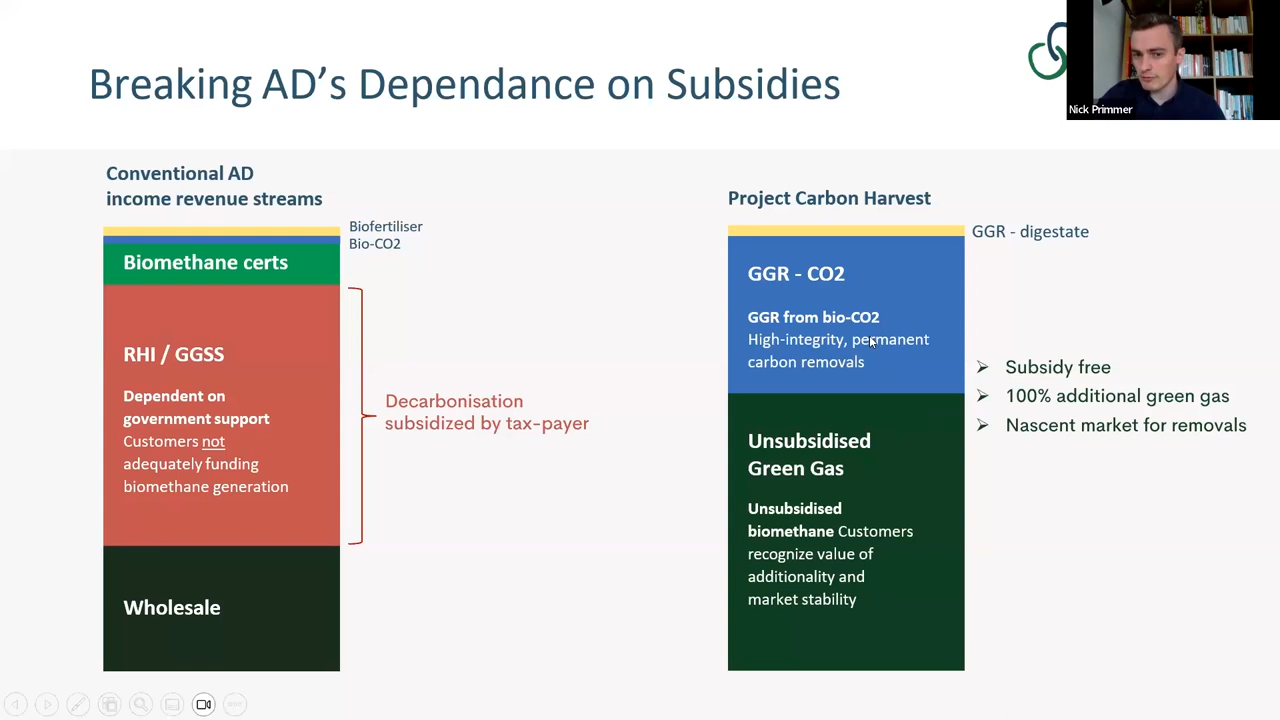 Breaking AD's Dependance on Subsidies
Nick Primmer
Conventional AD
income revenue streams
Biofertiliser
Bio-CO2
Biomethane certs
RHI / GGSS
Dependent on
government support
Customers not
adequately funding
biomethane generation
Decarbonisation
subsidized by tax-payer
Wholesale
Project Carbon Harvest
GGR - digestate
GGR - CO2
GGR from bio-CO2
High-integrity, permanent
carbon removals
Unsubsidised
Green Gas
Unsubsidised
biomethane Customers
recognize value of
additionality and
market stability
Subsidy free
100% additional green gas
Nascent market for removals